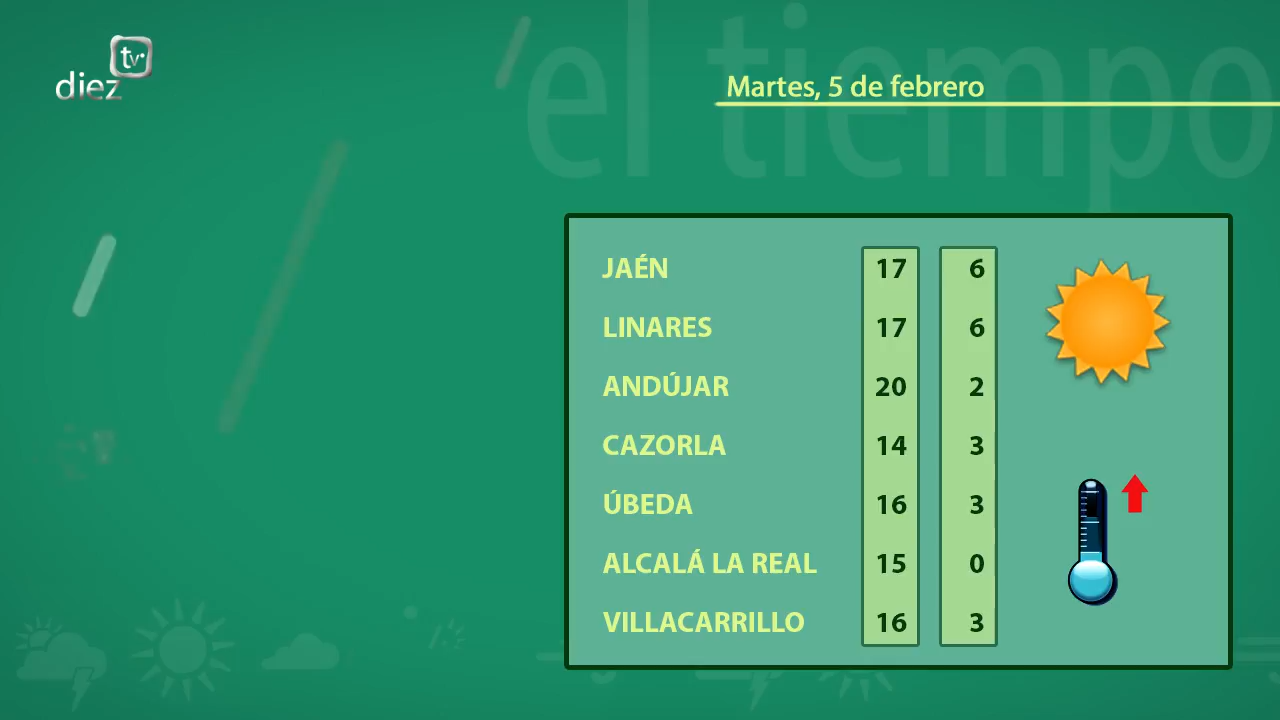 diez tv
el tiempo
Martes, 5 de febrero
JAÉN 17 6
LINARES 17 6
ANDÚJAR 20 2
CAZORLA 14 3
ÚBEDA 16 3
ALCALÁ LA REAL 15 0
VILLACARRILLO 16 3